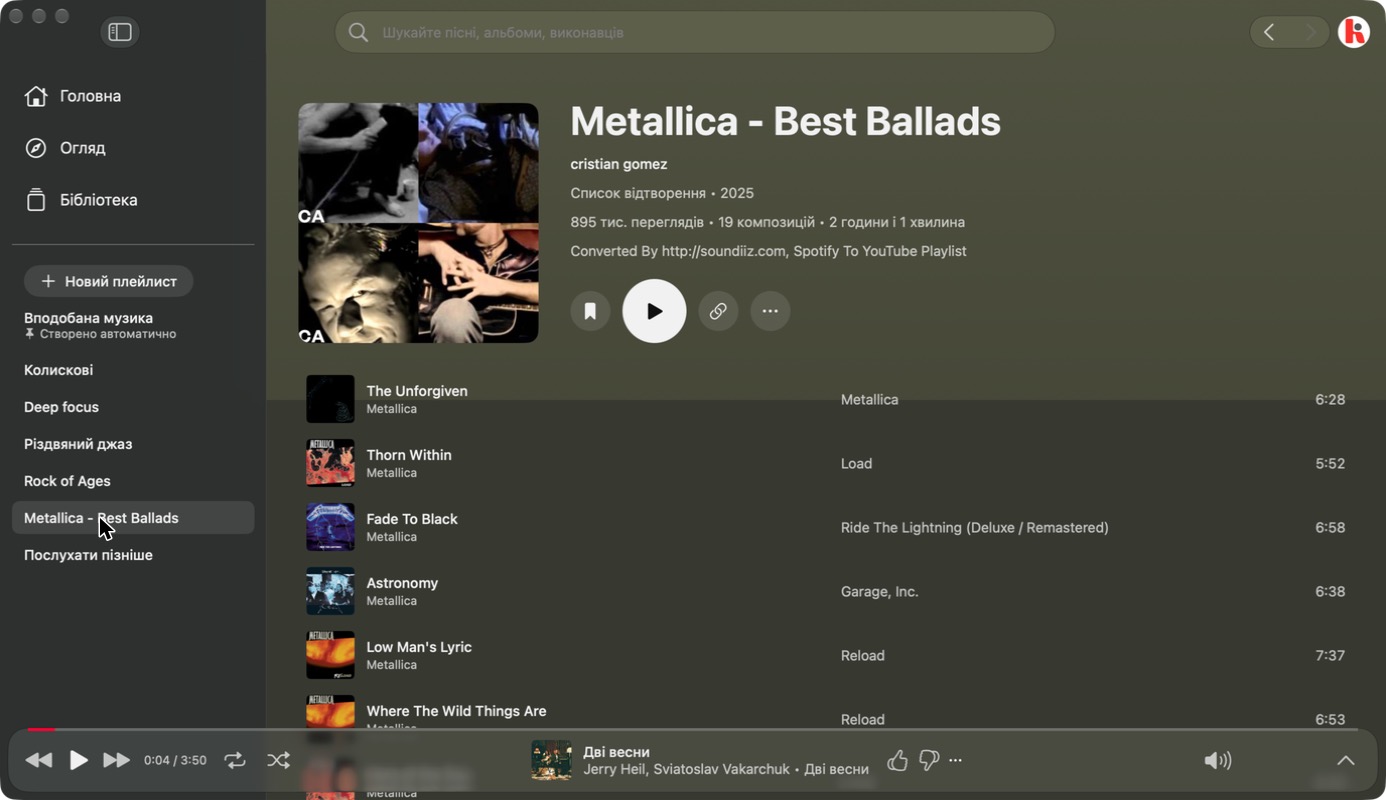 Шукайте пісні, альбоми, виконавців
Головна
Огляд
Бібліотека
Новий плейлист
Вподобана музика
Створено автоматично
Колискові
Deep focus
Різдвяний джаз
Rock of Ages
Metallica - Best Ballads
Послухати пізніше
Metallica - Best Ballads
cristian gomez
Список відтворення • 2025
895 тис. переглядів • 19 композицій • 2 години і 1 хвилина
Converted By http://soundiiz.com, Spotify To YouTube Playlist
CA
CA
The Unforgiven
Metallica
Metallica
6:28
Thorn Within
Metallica
Load
5:52
Fade To Black
Metallica
Ride The Lightning (Deluxe / Remastered)
6:58
Astronomy
Metallica
Garage, Inc.
6:38
Low Man's Lyric
Metallica
Reload
7:37
Where The Wild Things Are
Metallica
Reload
6:53
0:04 / 3:50
Дві весни
Jerry Heil, Sviatoslav Vakarchuk • Дві весни
Metallica